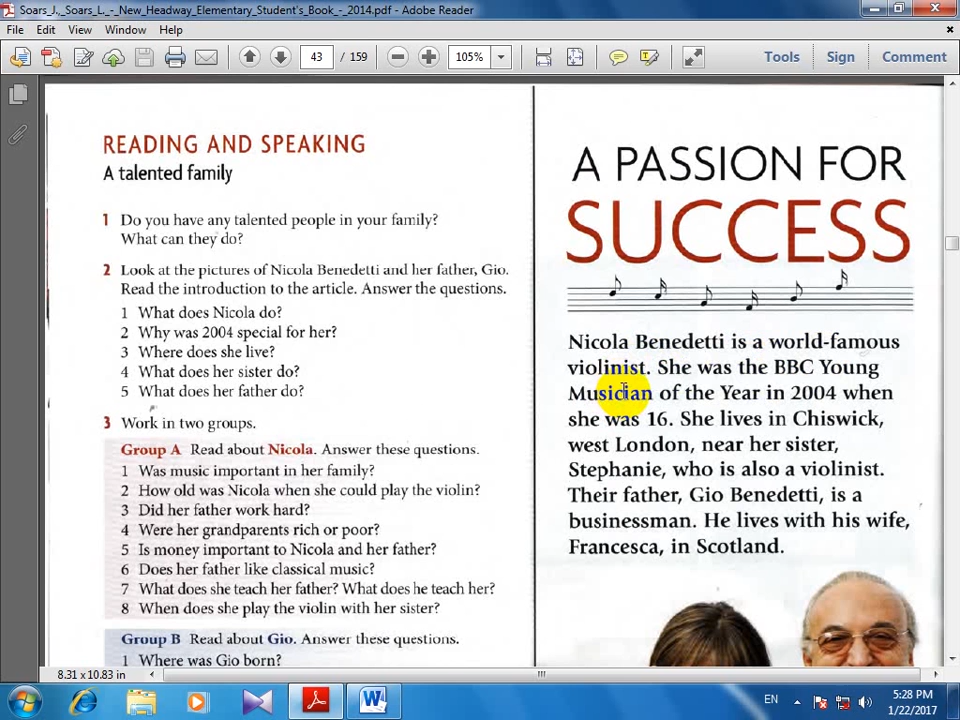 Soars_J.,_Soars_L._-_New_Headway_Elementary_Student's_Book_-_2014.pdf - Adobe Reader
File Edit View Window Help
43 / 159 105% Tools Sign Comment
READING AND SPEAKING
A talented family
1 Do you have any talented people in your family?
What can they do?
2 Look at the pictures of Nicola Benedetti and her father, Gio.
Read the introduction to the article. Answer the questions.
1 What does Nicola do?
2 Why was 2004 special for her?
3 Where does she live?
4 What does her sister do?
5 What does her father do?
3 Work in two groups.
Group A Read about Nicola. Answer these questions.
1 Was music important in her family?
2 How old was Nicola when she could play the violin?
3 Did her father work hard?
4 Were her grandparents rich or poor?
5 Is money important to Nicola and her father?
6 Does her father like classical music?
7 What does she teach her father? What does he teach her?
8 When does she play the violin with her sister?
Group B Read about Gio. Answer these questions.
1 Where was Gio born?
A PASSION FOR
SUCCESS
Nicola Benedetti is a world-famous
violinist. She was the BBC Young
Musician of the Year in 2004 when
she was 16. She lives in Chiswick,
west London, near her sister,
Stephanie, who is also a violinist.
Their father, Gio Benedetti, is a
businessman. He lives with his wife,
Francesca, in Scotland.
8.31 x 10.83 in
EN
5:28 PM
1/22/2017